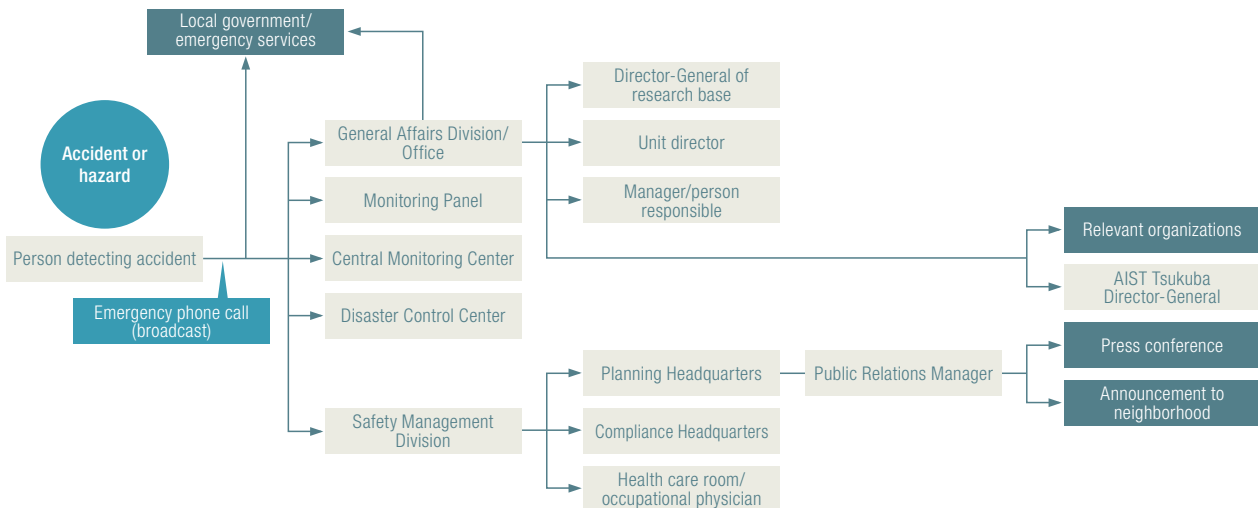 Local government/
emergency services
Accident or
hazard
Person detecting accident
Emergency phone call
(broadcast)
General Affairs Division/
Office
Monitoring Panel
Central Monitoring Center
Disaster Control Center
Safety Management
Division
Director-General of
research base
Unit director
Manager/person
responsible
Planning Headquarters
Compliance Headquarters
Health care room/
occupational physician
Public Relations Manager
Relevant organizations
AIST Tsukuba
Director-General
Press conference
Announcement to
neighborhood